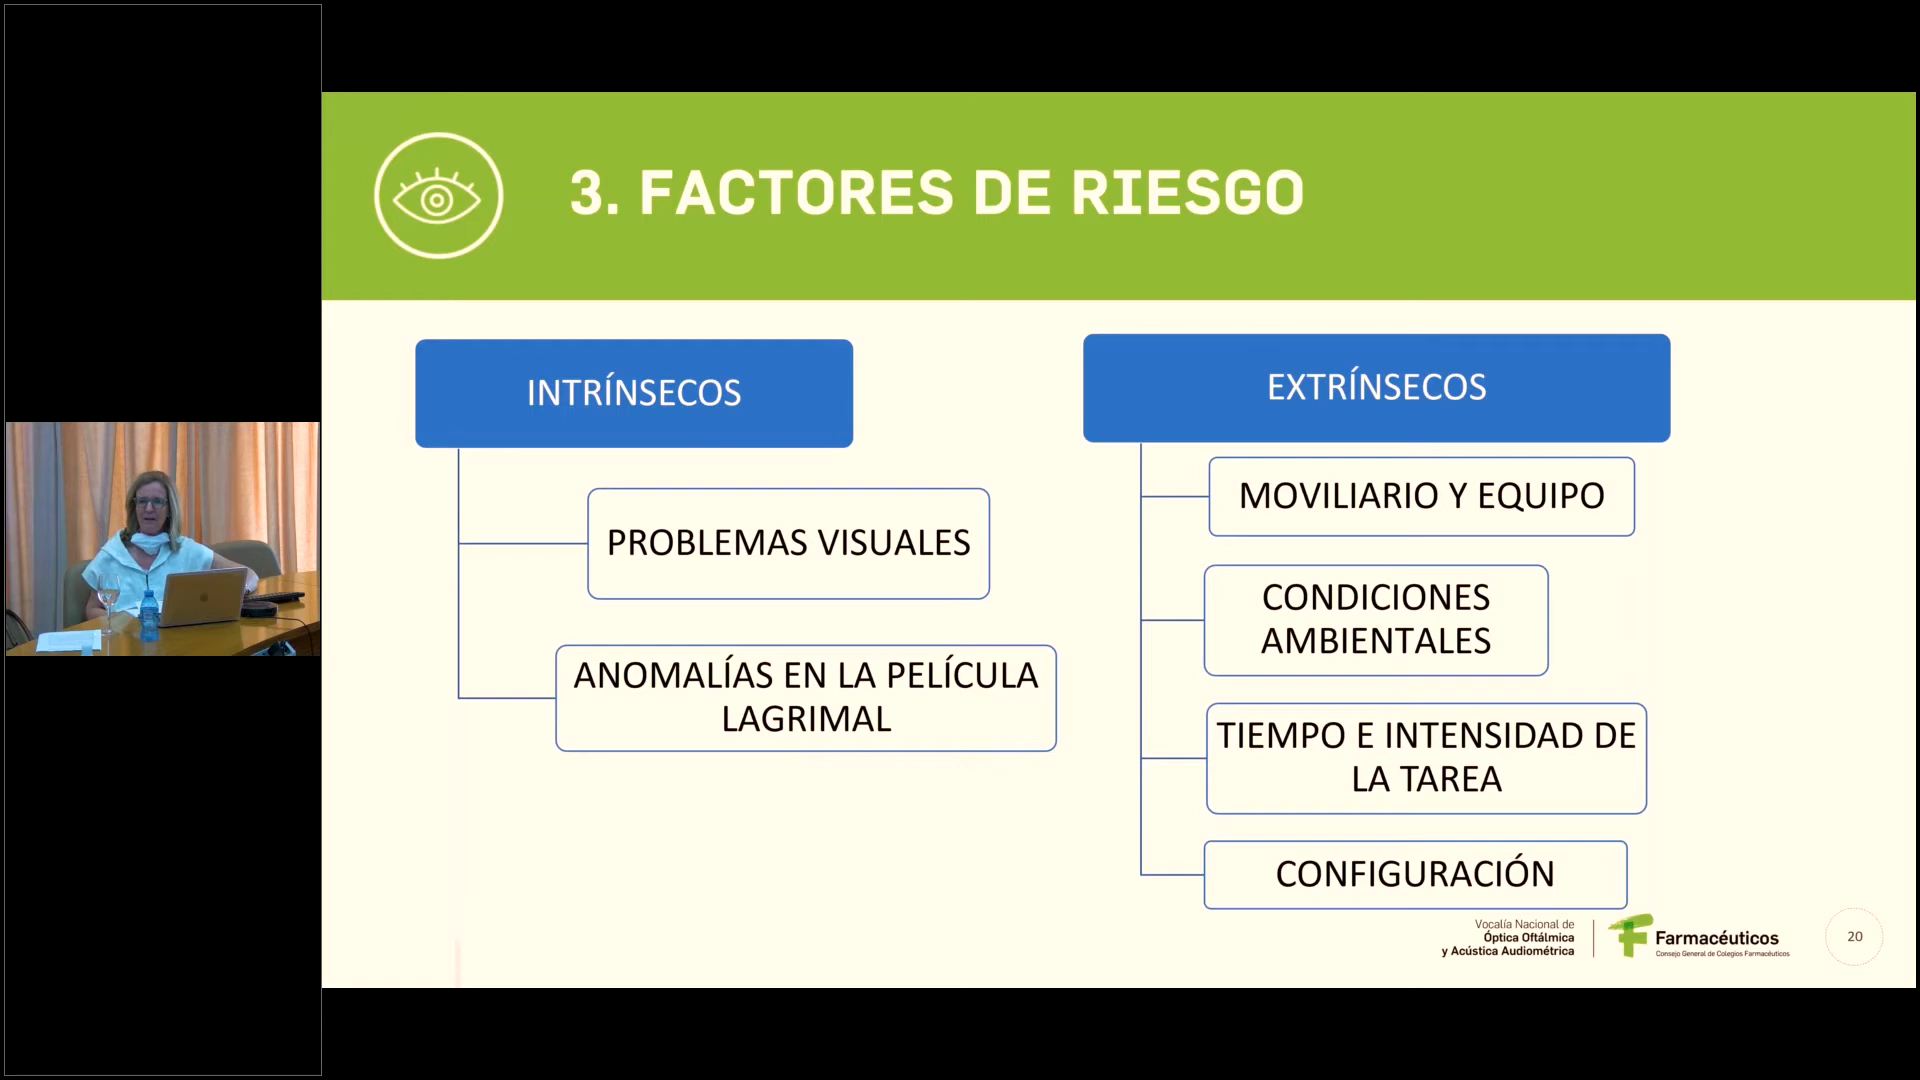 3. FACTORES DE RIESGO
INTRÍNSECOS
PROBLEMAS VISUALES
ANOMALÍAS EN LA PELÍCULA
LAGRIMAL
EXTRÍNSECOS
MOVILIARIO Y EQUIPO
CONDICIONES
AMBIENTALES
TIEMPO E INTENSIDAD DE
LA TAREA
CONFIGURACIÓN
Vocalía Nacional de
Óptica Oftálmica
y Acústica Audiométrica
Farmacéuticos
Consejo General de Colegios Farmacéuticos
20